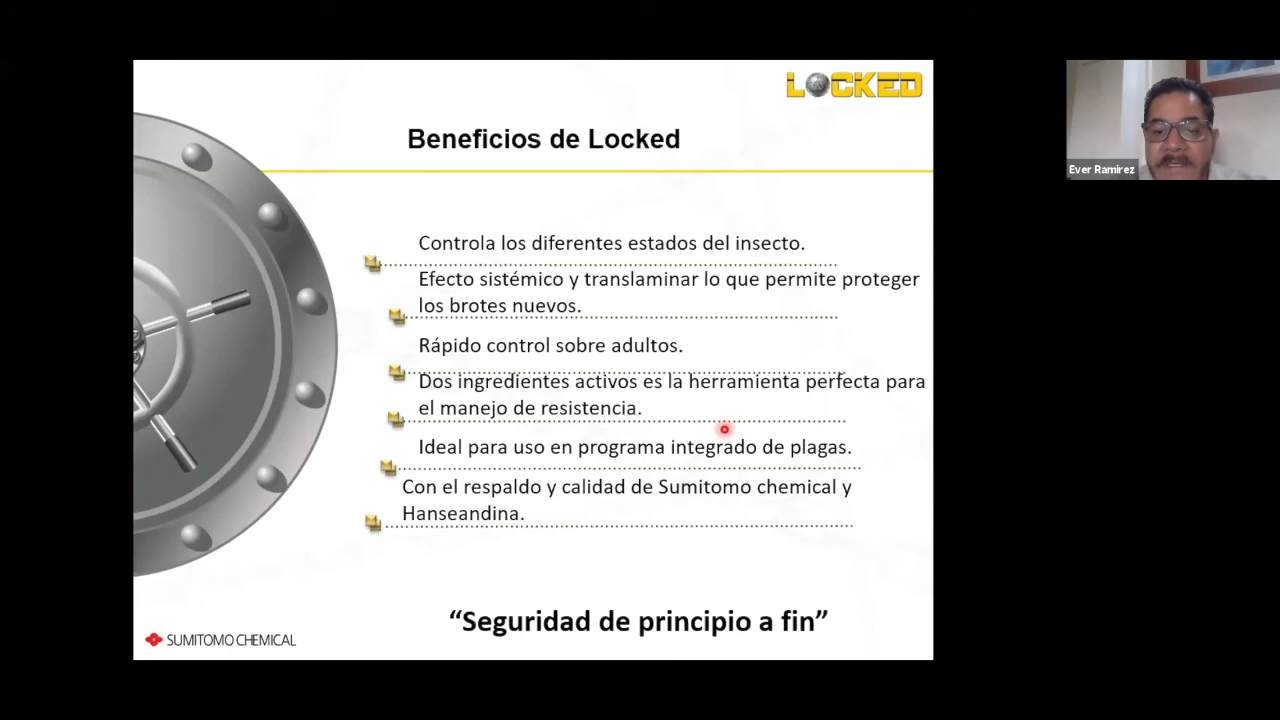 LOCKED
Beneficios de Locked
Ever Ramirez
Controla los diferentes estados del insecto.
Efecto sistémico y translaminar lo que permite proteger
los brotes nuevos.
Rápido control sobre adultos.
Dos ingredientes activos es la herramienta perfecta para
el manejo de resistencia.
Ideal para uso en programa integrado de plagas.
Con el respaldo y calidad de Sumitomo chemical y
Hanseandina.
“Seguridad de principio a fin”
SUMITOMO CHEMICAL